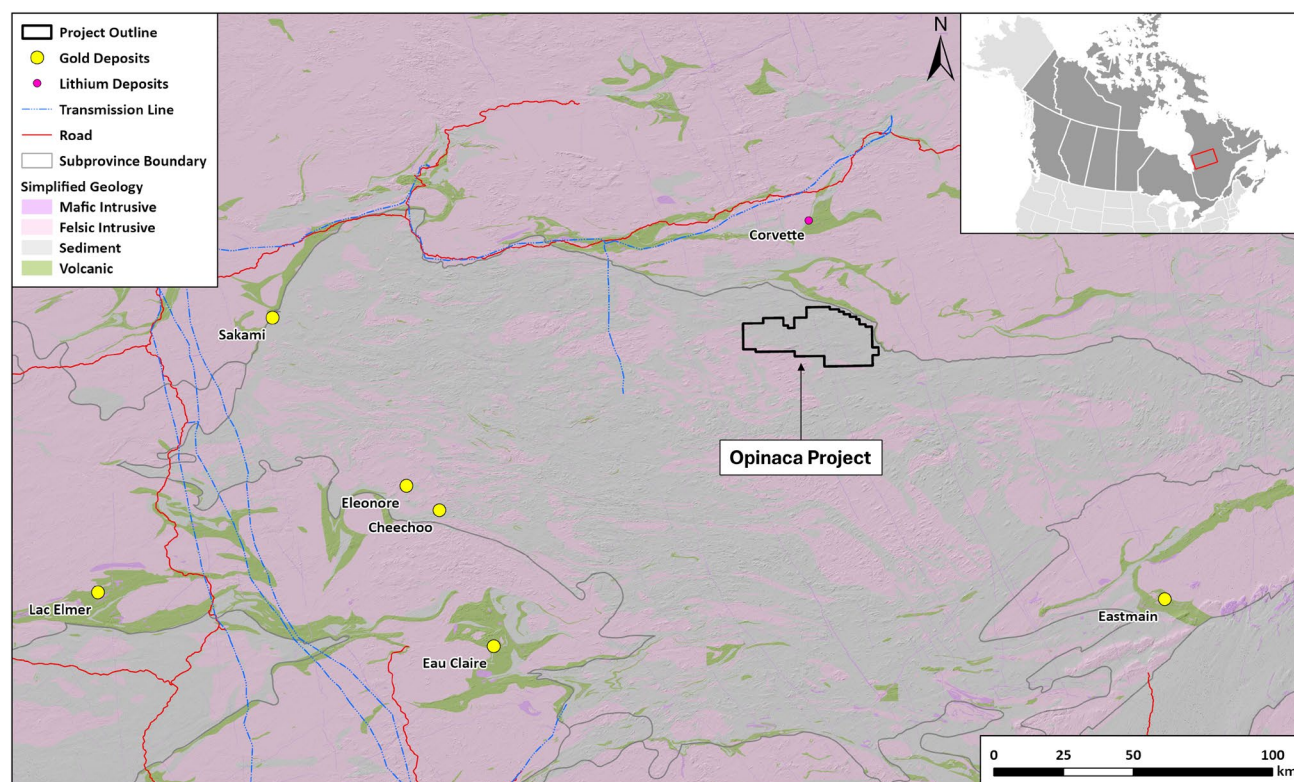 Project Outline
Gold Deposits
Lithium Deposits
Transmission Line
Road
Subprovince Boundary
Simplified Geology
Mafic Intrusive
Felsic Intrusive
Sediment
Volcanic
N
Corvette
Sakami
Opinaca Project
Eleonore
Cheechoo
Lac Elmer
Eastmain
Eau Claire
0 25 50 100
km